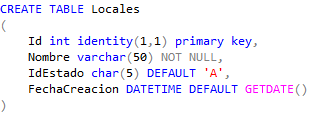 CREATE TABLE Locales
(
    Id int identity(1,1) primary key,
    Nombre varchar(50) NOT NULL,
    IdEstado char(5) DEFAULT 'A',
    FechaCreacion DATETIME DEFAULT GETDATE()
)